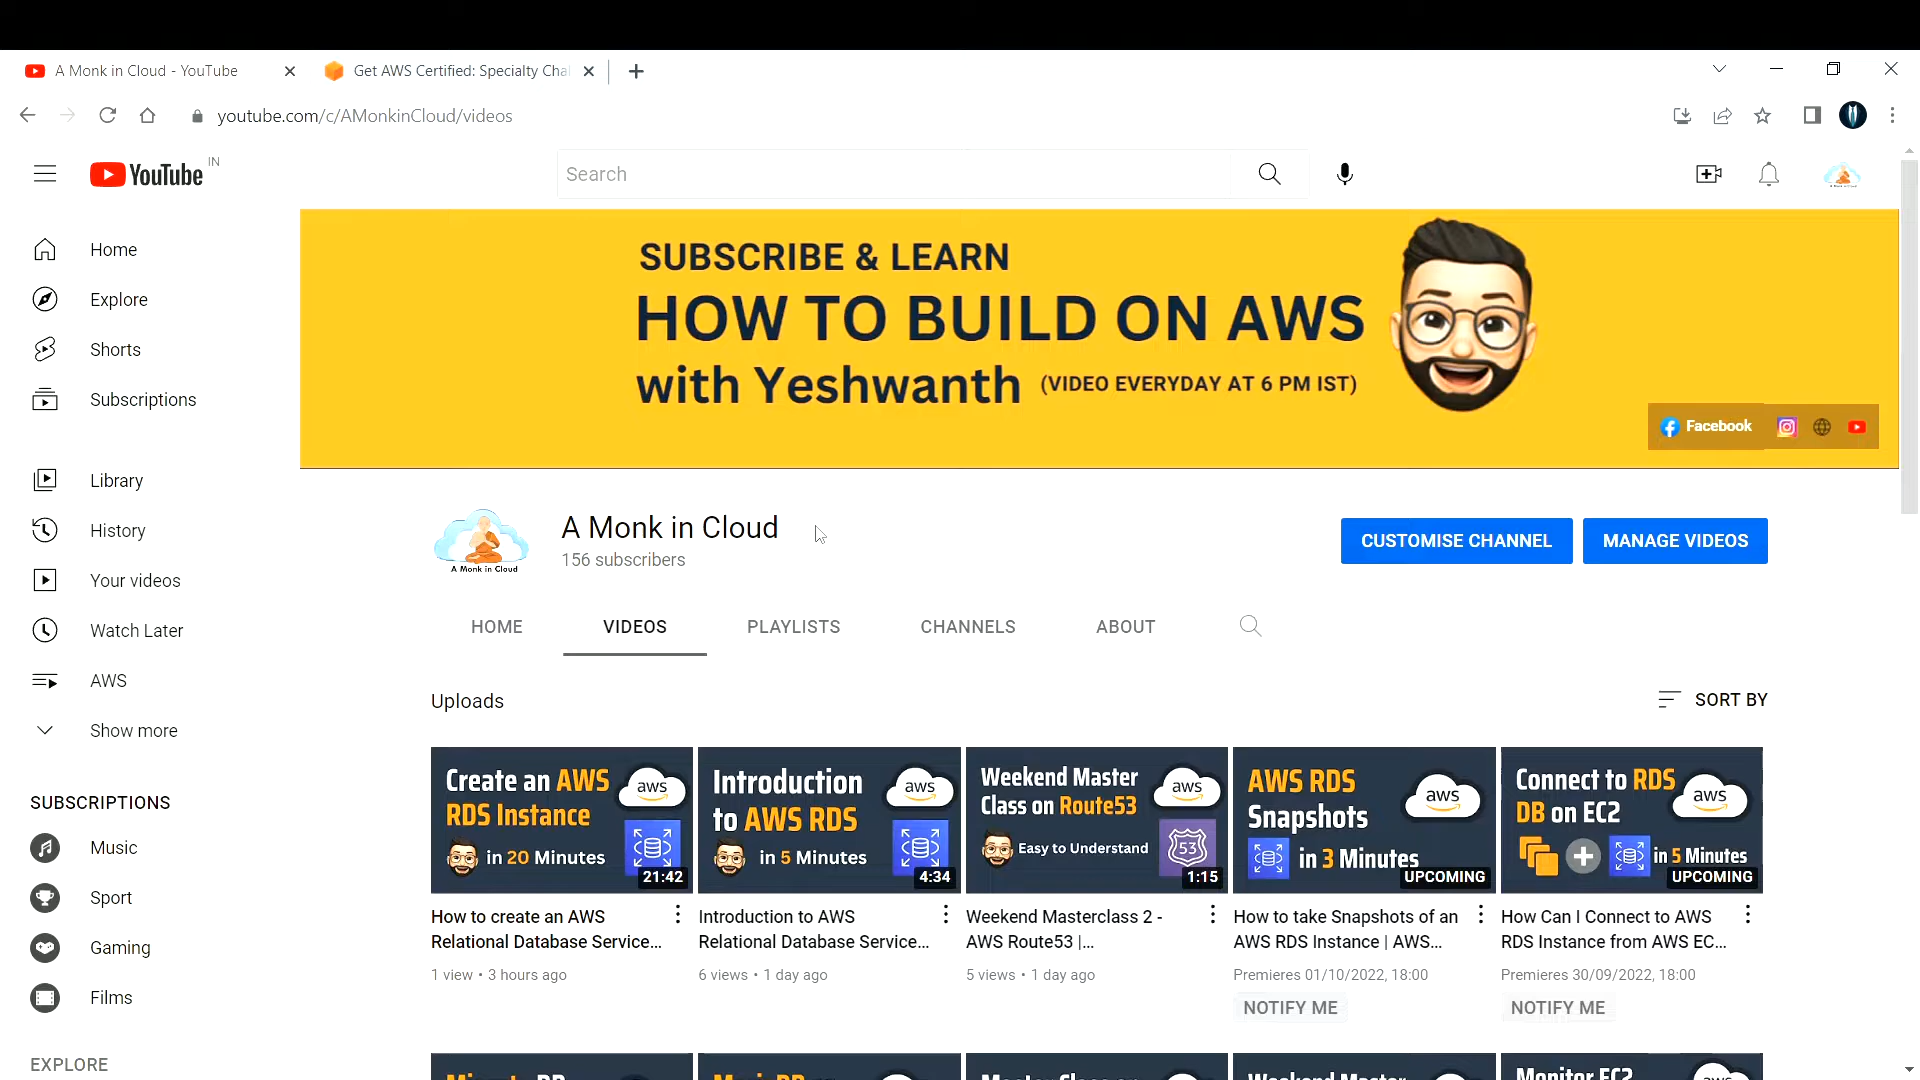 A Monk in Cloud - YouTube
Get AWS Certified: Specialty Cha
youtube.com/c/AMonkinCloud/videos
YouTube IN
Search
Home
Explore
Shorts
Subscriptions
Library
History
Your videos
Watch Later
AWS
Show more
SUBSCRIPTIONS
Music
Sport
Gaming
Films
EXPLORE
SUBSCRIBE & LEARN
HOW TO BUILD ON AWS
with Yeshwanth (VIDEO EVERYDAY AT 6 PM IST)
Facebook
A Monk in Cloud
A Monk in Cloud
156 subscribers
CUSTOMISE CHANNEL
MANAGE VIDEOS
HOME
VIDEOS
PLAYLISTS
CHANNELS
ABOUT
Uploads
SORT BY
Create an AWS
RDS Instance
aws
in 20 Minutes
21:42
How to create an AWS
Relational Database Service...
1 view • 3 hours ago
Introduction
to AWS RDS
aws
in 5 Minutes
4:34
Introduction to AWS
Relational Database Service...
6 views • 1 day ago
Weekend Master
Class on Route53
aws
Easy to Understand
53
1:15
Weekend Masterclass 2 -
AWS Route53 |...
5 views • 1 day ago
AWS RDS
Snapshots
aws
in 3 Minutes
UPCOMING
How to take Snapshots of an
AWS RDS Instance | AWS...
Premieres 01/10/2022, 18:00
NOTIFY ME
Connect to RDS
DB on EC2
aws
in 5 Minutes
UPCOMING
How Can I Connect to AWS
RDS Instance from AWS EC...
Premieres 30/09/2022, 18:00
NOTIFY ME
Weekend Master
Monitor EC2
aws